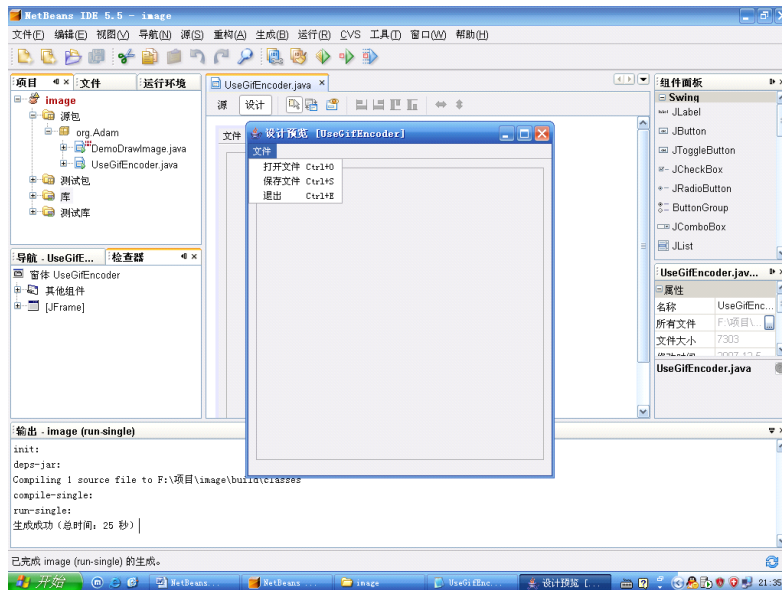 NetBeans IDE 5.5 - image
文件(F) 编辑(E) 视图(V) 导航(N) 源(S) 重构(A) 生成(B) 运行(R) CVS 工具(T) 窗口(W) 帮助(H)
项目 文件 运行环境
UseGifEncoder.java
组件面板
image
源包
org.Adam
DemoDrawImage.java
UseGifEncoder.java
测试包
库
测试库
源 设计
文件
设计预览 [UseGifEncoder]
文件
打开文件 Ctrl+O
保存文件 Ctrl+S
退出 Ctrl+E
Swing
JLabel
JButton
JToggleButton
JCheckBox
JRadioButton
ButtonGroup
JComboBox
JList
导航 - UseGifE... 检查器
窗体 UseGifEncoder
其他组件
[JFrame]
UseGifEncoder.jav...
属性
名称 UseGifEnc...
所有文件 F:\项目\...
文件大小 7303
UseGifEncoder.java
输出 - image (run-single)
init:
deps-jar:
Compiling 1 source file to F:\项目\image\build\classes
compile-single:
run-single:
生成成功（总时间：25 秒）
已完成 image (run-single) 的生成。
开始 NetBeans ... NetBeans ... image UseGifEnc... 设计预览 [... 21:35